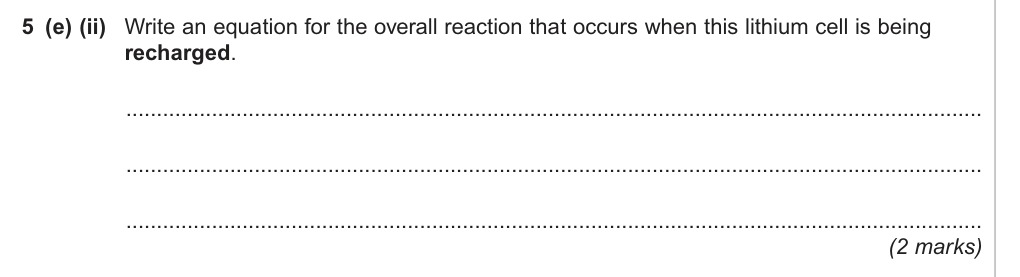 5 (e) (ii) Write an equation for the overall reaction that occurs when this lithium cell is being
recharged.
....................................................................................................................................
....................................................................................................................................
....................................................................................................................................
(2 marks)